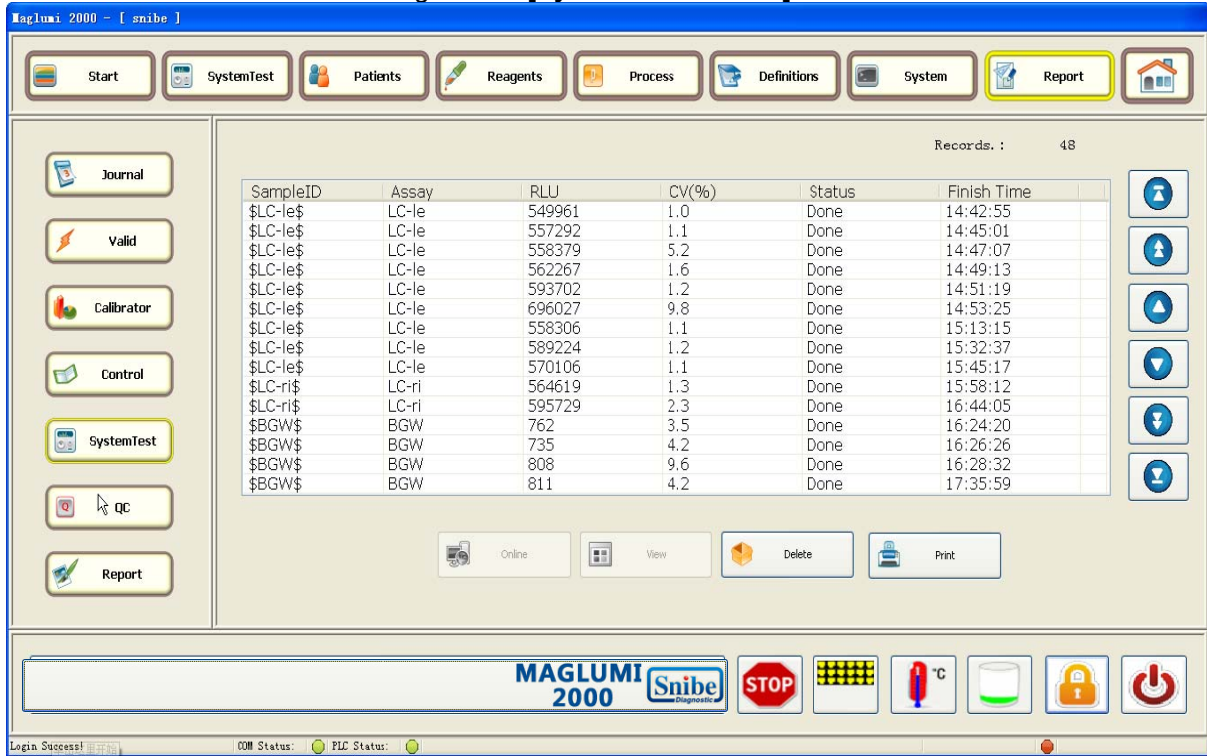 Maglumi 2000 - [ snibe ]
Start SystemTest Patients Reagents Process Definitions System Report
Records. : 48
Journal
Valid
Calibrator
Control
SystemTest
QC
Report
SampleID Assay RLU CV(%) Status Finish Time
$LC-le$ LC-le 549961 1.0 Done 14:42:55
$LC-le$ LC-le 557292 1.1 Done 14:45:01
$LC-le$ LC-le 558379 5.2 Done 14:47:07
$LC-le$ LC-le 562267 1.6 Done 14:49:13
$LC-le$ LC-le 593702 1.2 Done 14:51:19
$LC-le$ LC-le 696027 9.8 Done 14:53:25
$LC-le$ LC-le 558306 1.1 Done 15:13:15
$LC-le$ LC-le 589224 1.2 Done 15:32:37
$LC-le$ LC-le 570106 1.1 Done 15:45:17
$LC-ri$ LC-ri 564619 1.3 Done 15:58:12
$LC-ri$ LC-ri 595729 2.3 Done 16:44:05
$BGW$ BGW 762 3.5 Done 16:24:20
$BGW$ BGW 735 4.2 Done 16:26:26
$BGW$ BGW 808 9.6 Done 16:28:32
$BGW$ BGW 811 4.2 Done 17:35:59
Online View Delete Print
MAGLUMI
2000
Snibe
Diagnostic
STOP
°C
Login Success! COM Status: PLC Status: